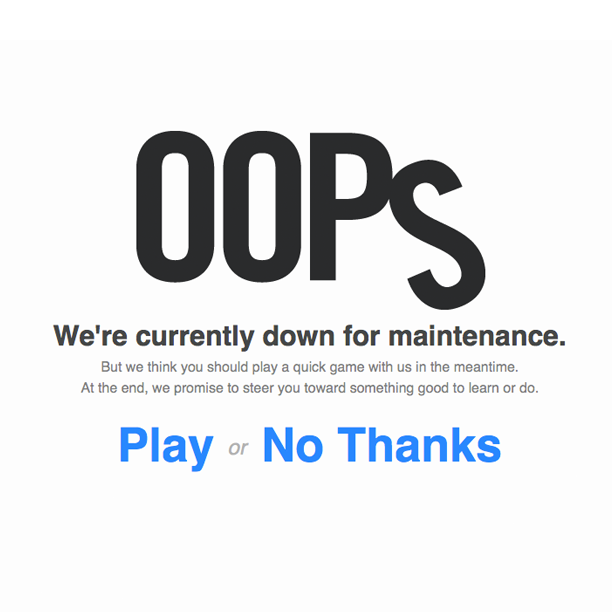 OOPS
We're currently down for maintenance.
But we think you should play a quick game with us in the meantime.
At the end, we promise to steer you toward something good to learn or do.
Play or No Thanks